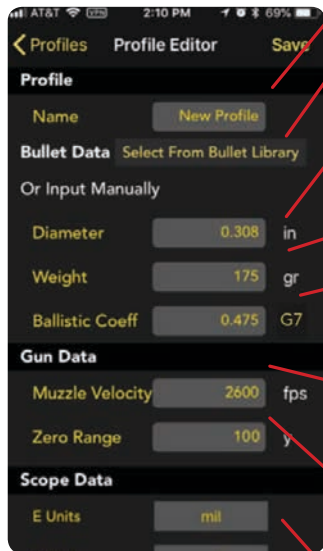 AT&T VPN 2:10 PM 69%
Profiles Profile Editor Save
Profile
Name New Profile
Bullet Data Select From Bullet Library
Or Input Manually
Diameter 0.308 in
Weight 175 gr
Ballistic Coeff 0.475 G7
Gun Data
Muzzle Velocity 2600 fps
Zero Range 100 y
Scope Data
E Units mil